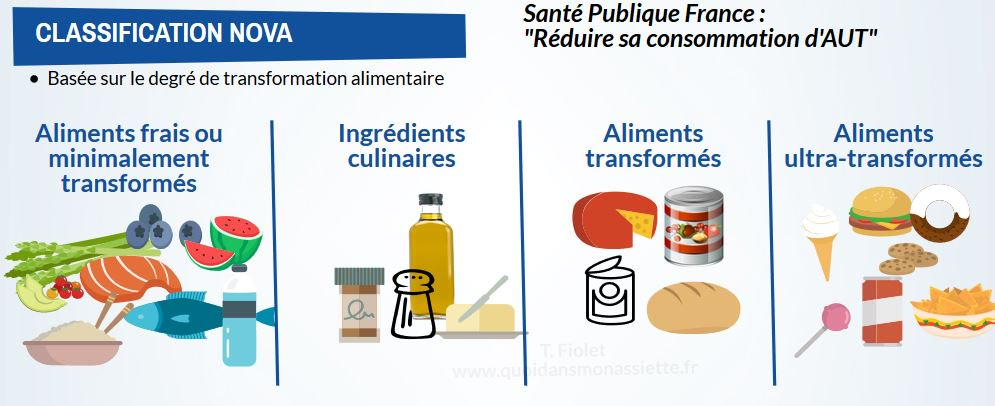 CLASSIFICATION NOVA
Santé Publique France :
"Réduire sa consommation d'AUT"
• Basée sur le degré de transformation alimentaire
Aliments frais ou
minimalement
transformés
Ingrédients
culinaires
Aliments
transformés
Aliments
ultra-transformés
T. Fiolet
www.quoidansmonassiette.fr